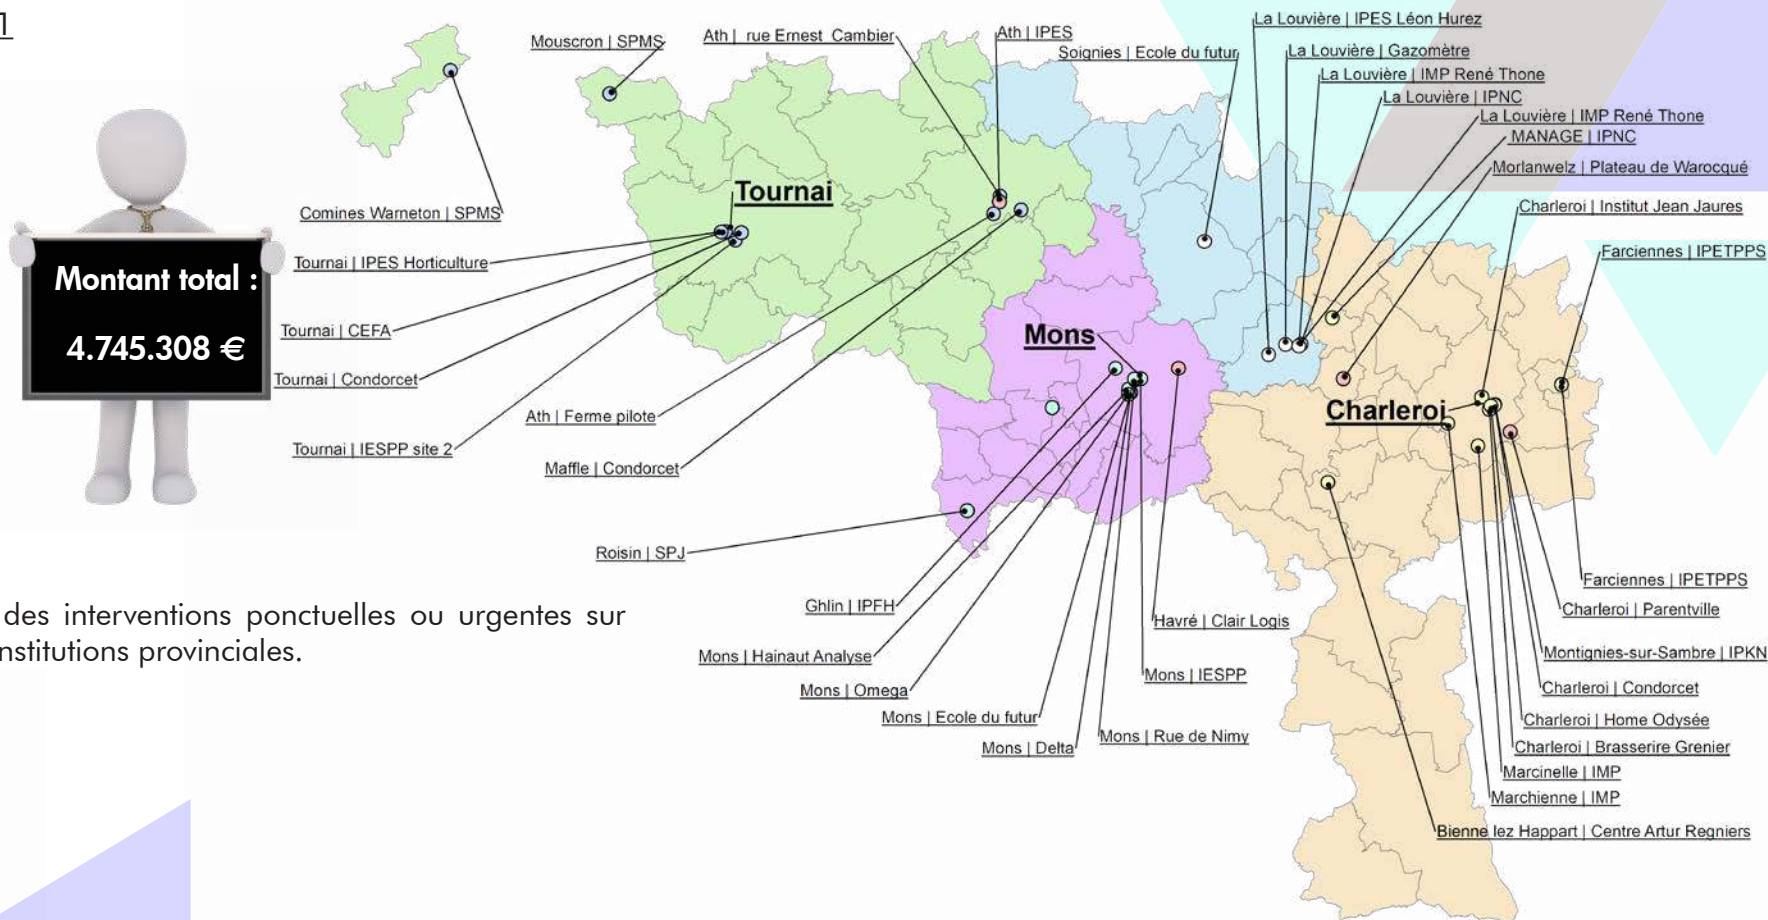 1
Montant total :
4.745.308 €
Mouscron | SPMS
Ath | rue Ernest Cambier
Ath | IPES
Soignies | Ecole du futur
La Louvière | IPES Léon Hurez
La Louvière | Gazomètre
La Louvière | IMP René Thone
La Louvière | IPNC
La Louvière | IMP René Thone
MANAGE | IPNC
Morlanwelz | Plateau de Warocqué
Charleroi | Institut Jean Jaures
Farciennes | IPETPPS
Comines Warneton | SPMS
Tournai
Tournai | IPES Horticulture
Tournai | CEFA
Tournai | Condorcet
Tournai | IESPP site 2
Ath | Ferme pilote
Maffle | Condorcet
Mons
Charleroi
Roisin | SPJ
Ghlin | IPFH
Mons | Hainaut Analyse
Mons | Omega
Mons | Ecole du futur
Mons | Delta
Mons | Rue de Nimy
Mons | IESPP
Havré | Clair Logis
Farciennes | IPETPPS
Charleroi | Parentville
Montignies-sur-Sambre | IPKN
Charleroi | Condorcet
Charleroi | Home Odysée
Charleroi | Brasserire Grenier
Marcinelle | IMP
Marchienne | IMP
Bienne lez Happart | Centre Artur Regniers
des interventions ponctuelles ou urgentes sur
nstitutions provinciales.